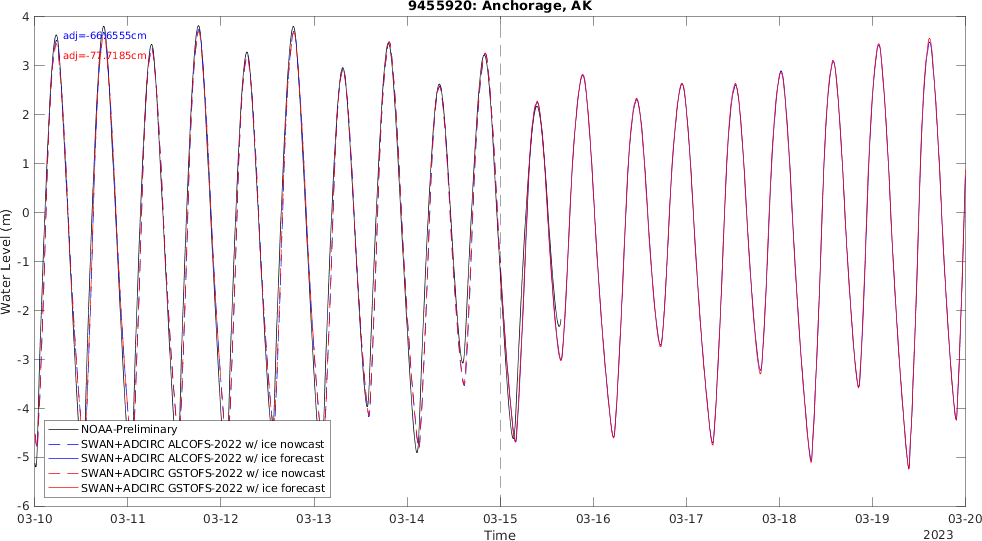 9455920: Anchorage, AK
adj=-66.6555cm
adj=-77.7185cm
4
3
2
1
0
-1
-2
-3
-4
-5
-6
Water Level (m)
NOAA-Preliminary
SWAN+ADCIRC ALCOFS-2022 w/ ice nowcast
SWAN+ADCIRC ALCOFS-2022 w/ ice forecast
SWAN+ADCIRC GSTOFS-2022 w/ ice nowcast
SWAN+ADCIRC GSTOFS-2022 w/ ice forecast
03-10 03-11 03-12 03-13 03-14 03-15 03-16 03-17 03-18 03-19 03-20
Time
2023